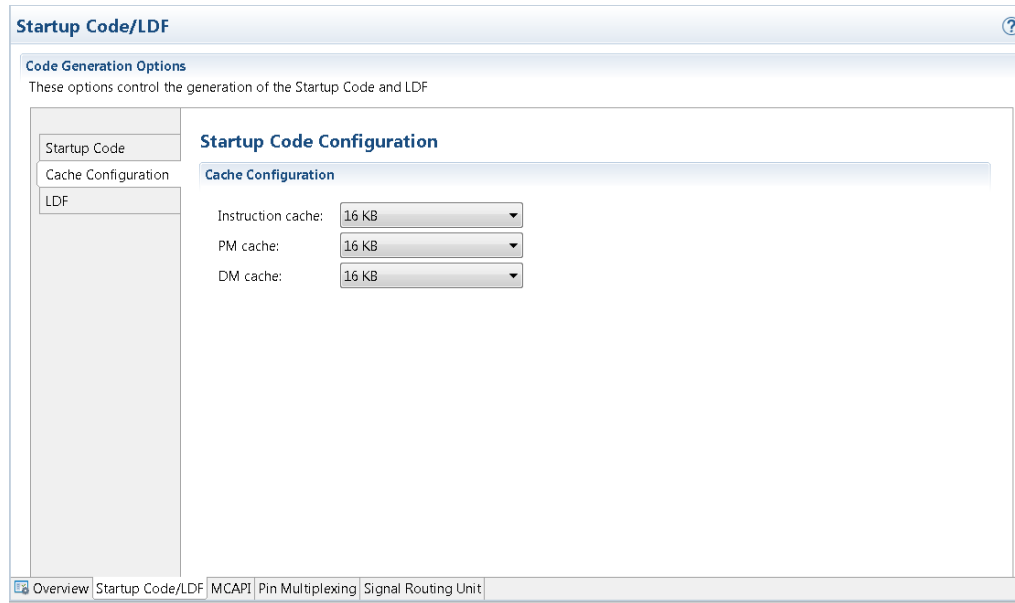 Startup Code/LDF
?
Code Generation Options
These options control the generation of the Startup Code and LDF
Startup Code
Cache Configuration
LDF
Startup Code Configuration
Cache Configuration
Instruction cache: 16 KB
PM cache: 16 KB
DM cache: 16 KB
Overview Startup Code/LDF MCAPI Pin Multiplexing Signal Routing Unit